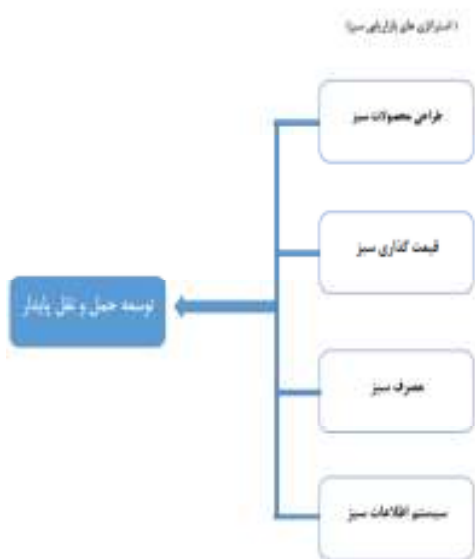 (استراتژی های بازاریابی سبز)
طراحی محصولات سبز
قیمت گذاری سبز
مصرف سبز
سیستم اطلاعات سبز
توسعه حمل و نقل پایدار